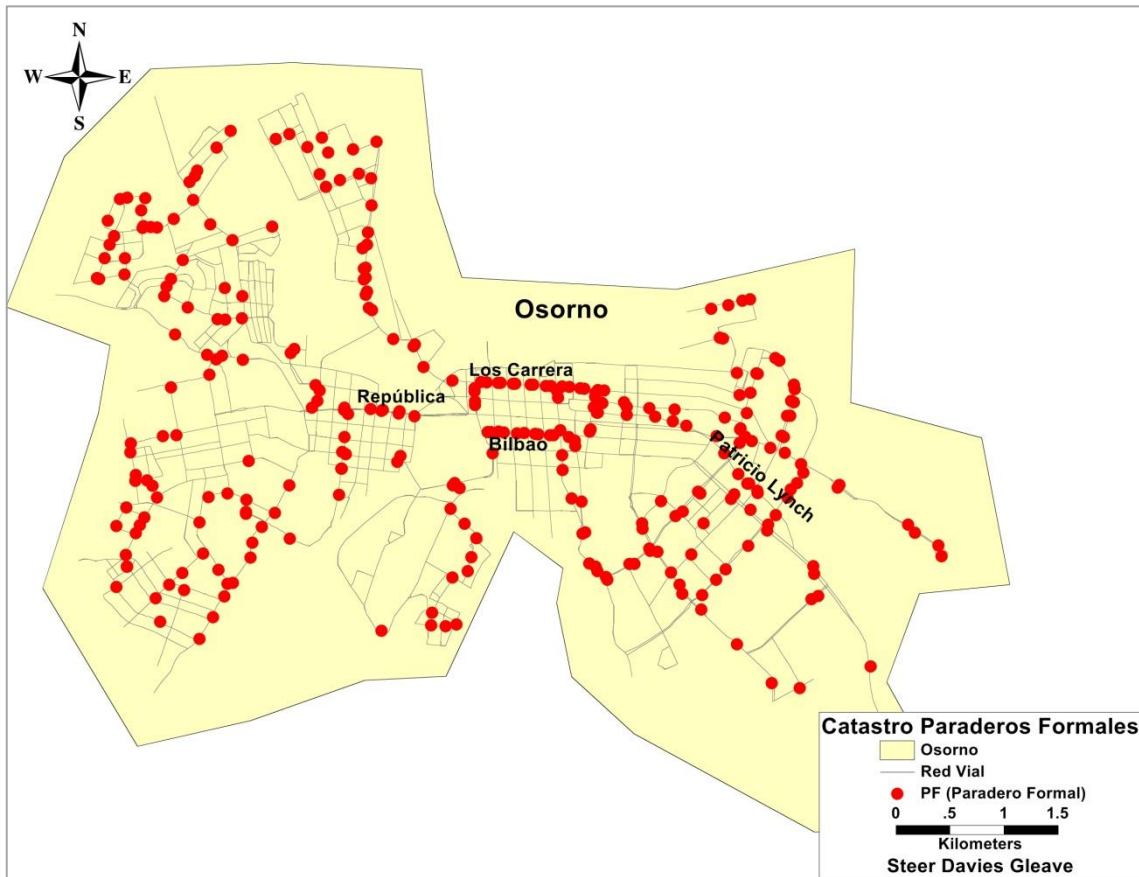 N
W E
S
Osorno
Los Carrera
República
Bilbao
Patricio Lynch
Catastro Paraderos Formales
Osorno
Red Vial
PF (Paradero Formal)
0 .5 1 1.5
Kilometers
Steer Davies Gleave